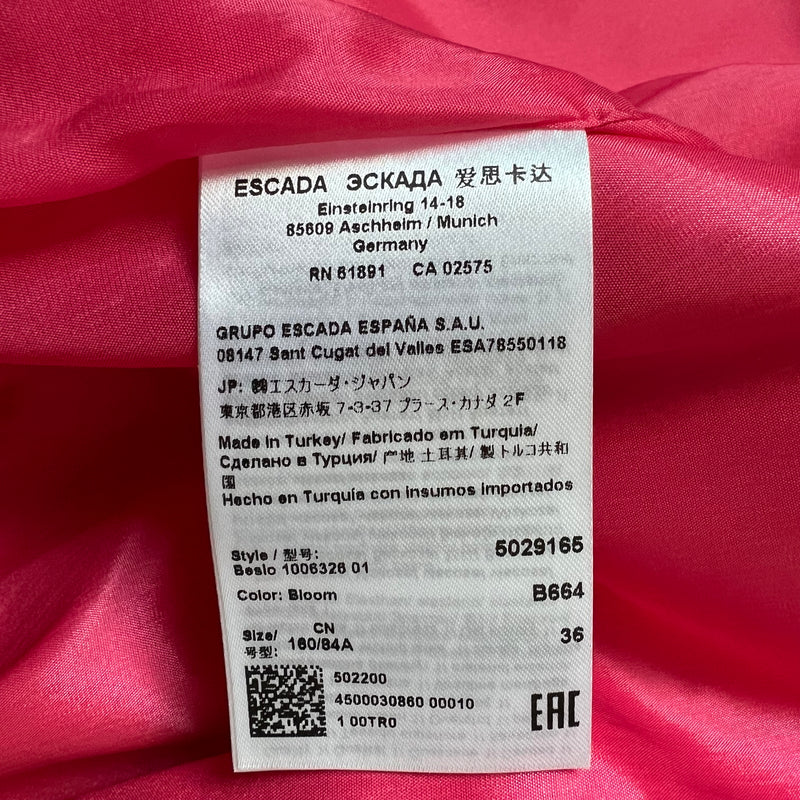 ESCADA ЭСКАДА 爱思卡达
Einsteinring 14-18
85609 Aschheim / Munich
Germany
RN 61891 CA 02575
GRUPO ESCADA ESPAÑA S.A.U.
08147 Sant Cugat del Valles ESA78550118
JP: ㈱エスカーダ・ジャパン
東京都港区赤坂 7-3-37 プラース・カナダ 2F
Made in Turkey/ Fabricado em Turquia/
Сделано в Турция/ 产地 土耳其/ 製トルコ共和
国
Hecho en Turquía con insumos importados
Style / 型号: 5029165
Beslo 1006326 01
Color: Bloom B664
Size/ CN 36
号型: 160/84A
502200
4500030860 00010
1 00TR0
EAC